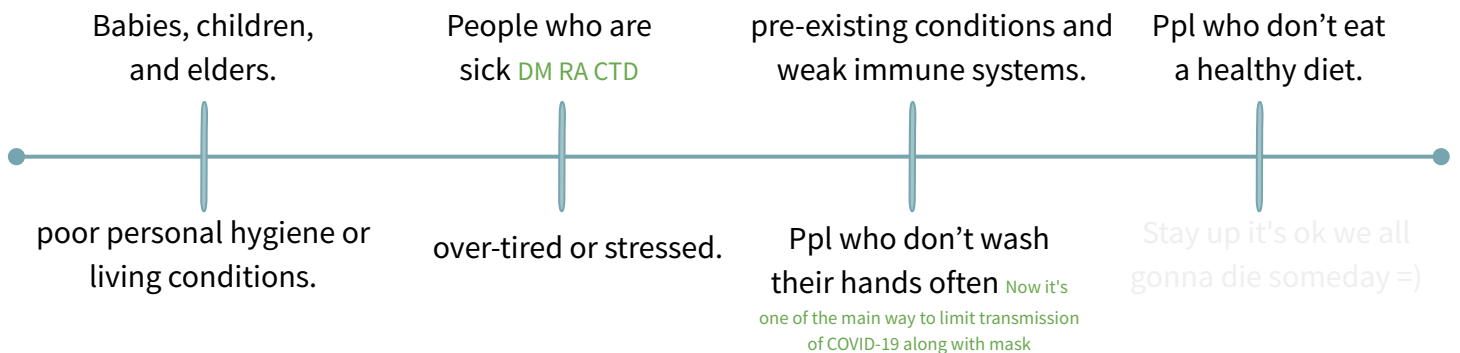 Babies, children,
and elders.
People who are
sick DM RA CTD
pre-existing conditions and
weak immune systems.
Ppl who don’t eat
a healthy diet.
poor personal hygiene or
living conditions.
over-tired or stressed.
Ppl who don’t wash
their hands often Now it's
one of the main way to limit transmission
of COVID-19 along with mask
Stay up it's ok we all
gonna die someday =)